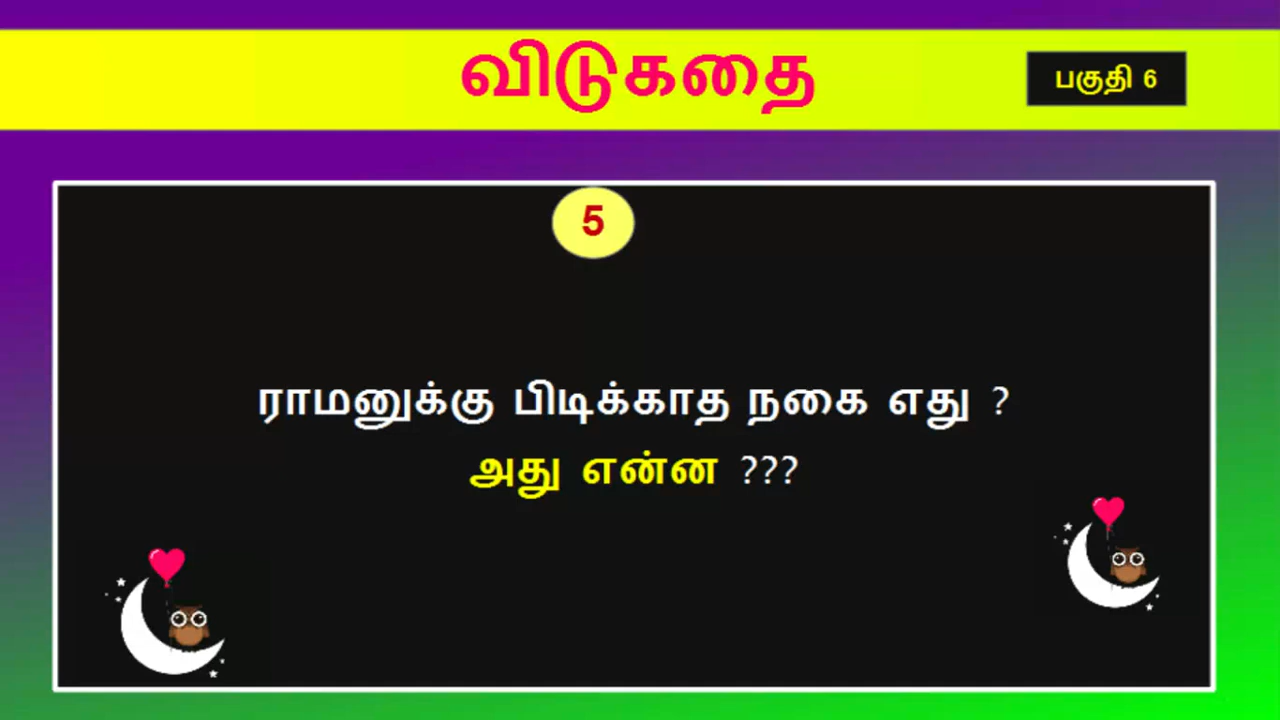 விடுகதை
பகுதி 6
5
ராமனுக்கு பிடிக்காத நகை எது ?
அது என்ன ???